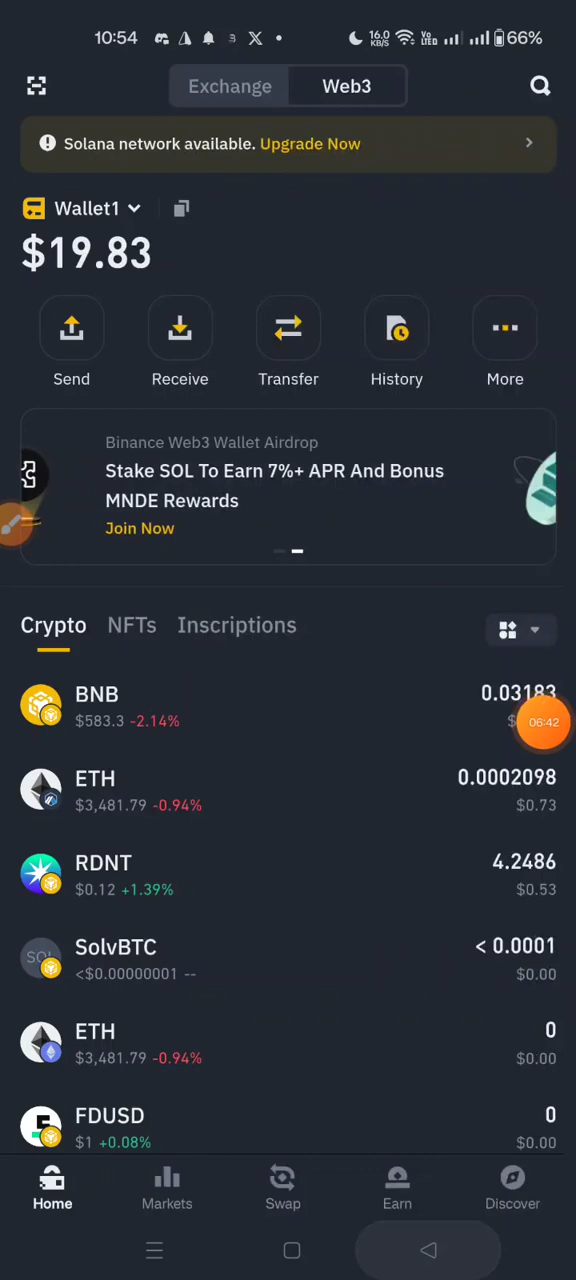 10:54 3 X 16.0 KB/S Vo LTED 66%
Exchange Web3
Solana network available. Upgrade Now
Wallet1
$19.83
Send Receive Transfer History More
Binance Web3 Wallet Airdrop
Stake SOL To Earn 7%+ APR And Bonus
MNDE Rewards
Join Now
Crypto NFTs Inscriptions
BNB 0.03183
$583.3 -2.14% $
06:42
ETH 0.0002098
$3,481.79 -0.94% $0.73
RDNT 4.2486
$0.12 +1.39% $0.53
SolvBTC < 0.0001
<$0.00000001 -- $0.00
ETH 0
$3,481.79 -0.94% $0.00
FDUSD 0
$1 +0.08% $0.00
Home Markets Swap Earn Discover